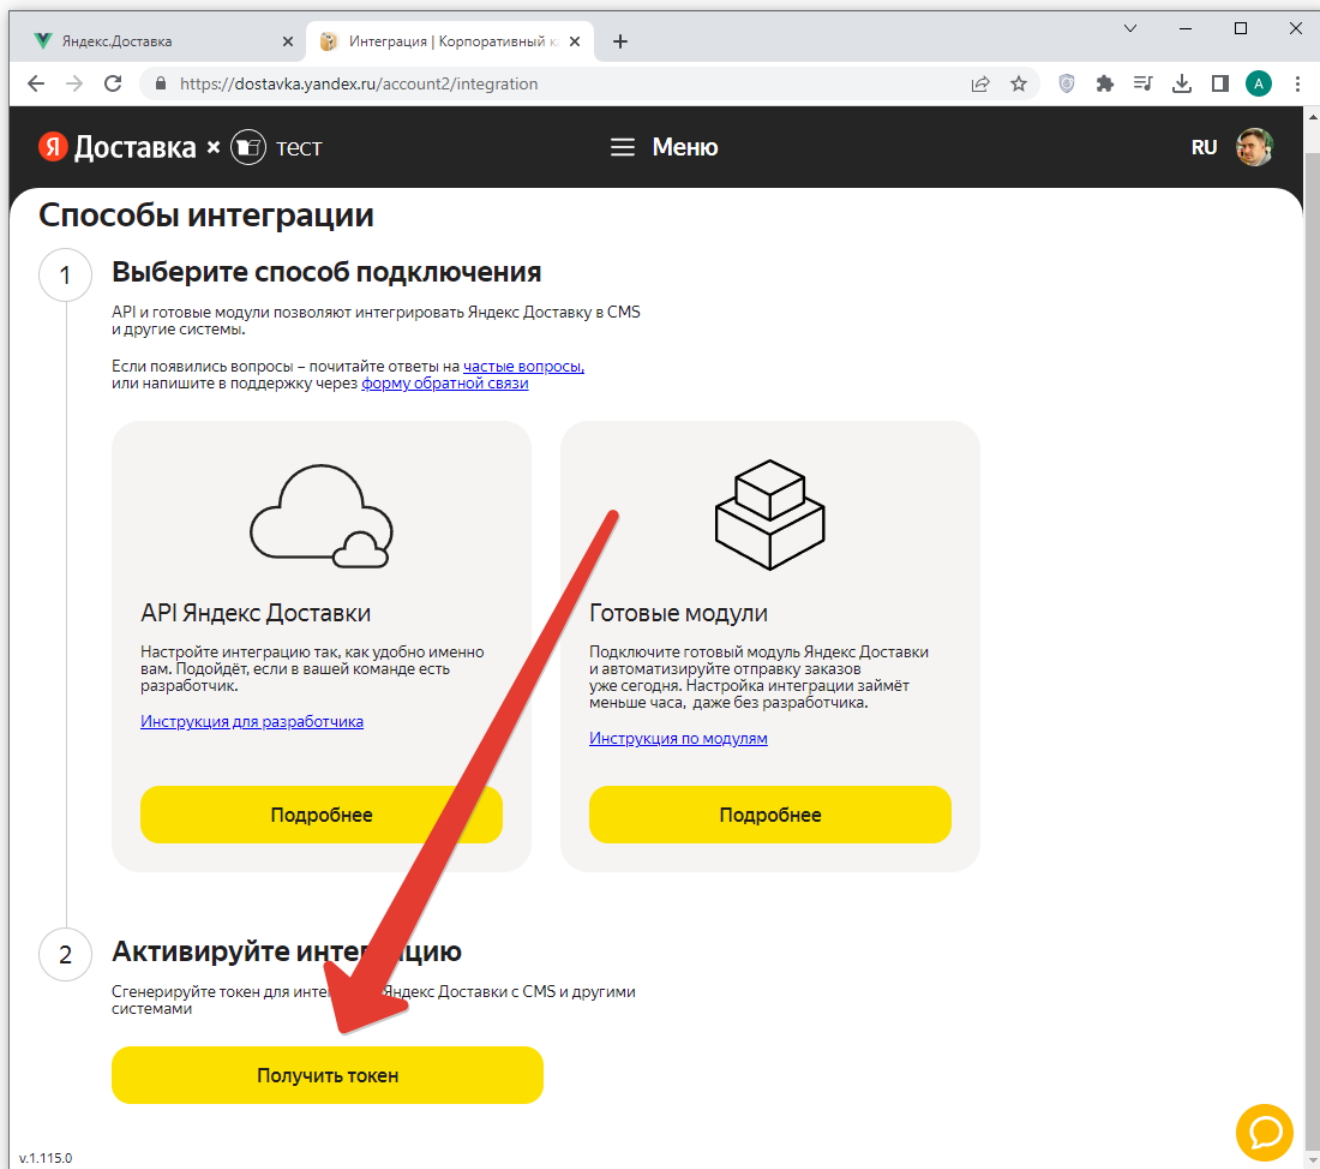 Яндекс.Доставка
Интеграция | Корпоративный к
https://dostavka.yandex.ru/account2/integration
A
Я Доставка × тест
Меню
RU
Способы интеграции
1
Выберите способ подключения
API и готовые модули позволяют интегрировать Яндекс Доставку в CMS
и другие системы.
Если появились вопросы – почитайте ответы на частые вопросы,
или напишите в поддержку через форму обратной связи
API Яндекс Доставки
Настройте интеграцию так, как удобно именно
вам. Подойдёт, если в вашей команде есть
разработчик.
Инструкция для разработчика
Подробнее
Готовые модули
Подключите готовый модуль Яндекс Доставки
и автоматизируйте отправку заказов
уже сегодня. Настройка интеграции займёт
меньше часа, даже без разработчика.
Инструкция по модулям
Подробнее
2
Активируйте интеграцию
Сгенерируйте токен для инте Яндекс Доставки с CMS и другими
системами
Получить токен
v.1.115.0